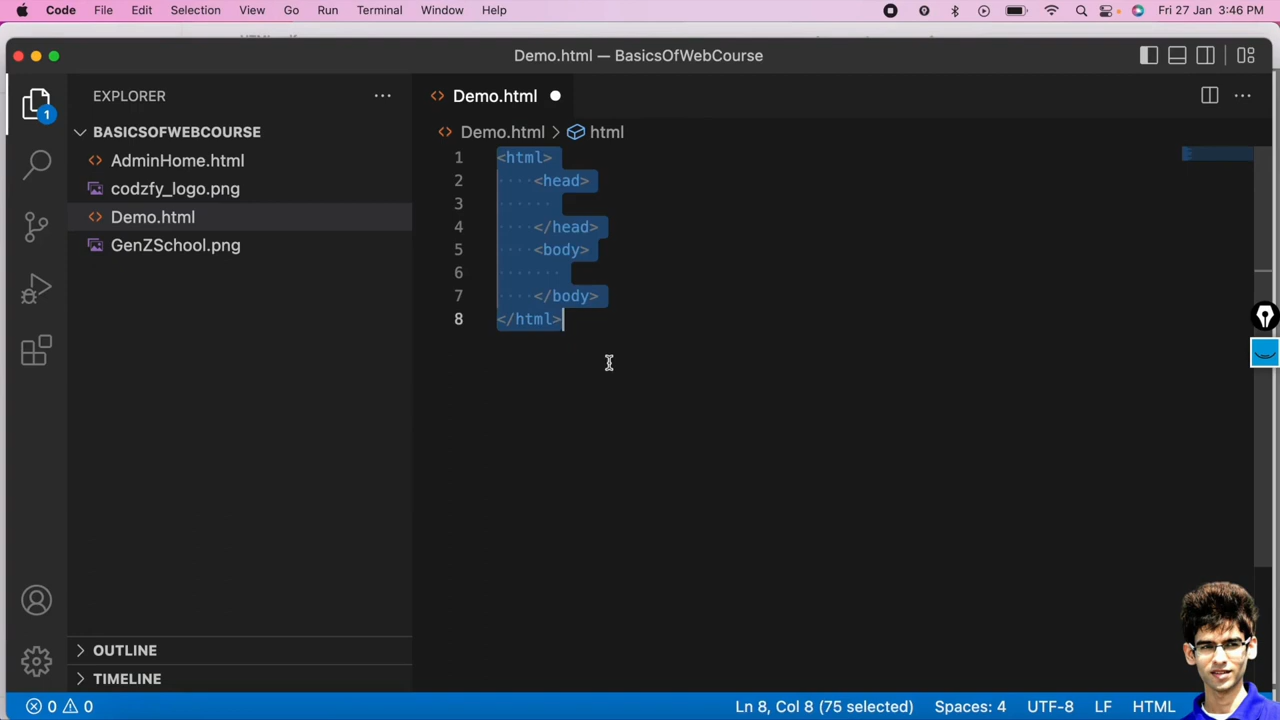 Code File Edit Selection View Go Run Terminal Window Help Fri 27 Jan 3:46 PM
Demo.html — BasicsOfWebCourse
EXPLORER
BASICSOFWEBCOURSE
AdminHome.html
codzfy_logo.png
Demo.html
GenZSchool.png
OUTLINE
TIMELINE
Demo.html
Demo.html > html
1 <html>
2 ····<head>
3 ······
4 ····</head>
5 ····<body>
6 ·······
7 ····</body>
8 </html>
1
0 0 Ln 8, Col 8 (75 selected) Spaces: 4 UTF-8 LF HTML